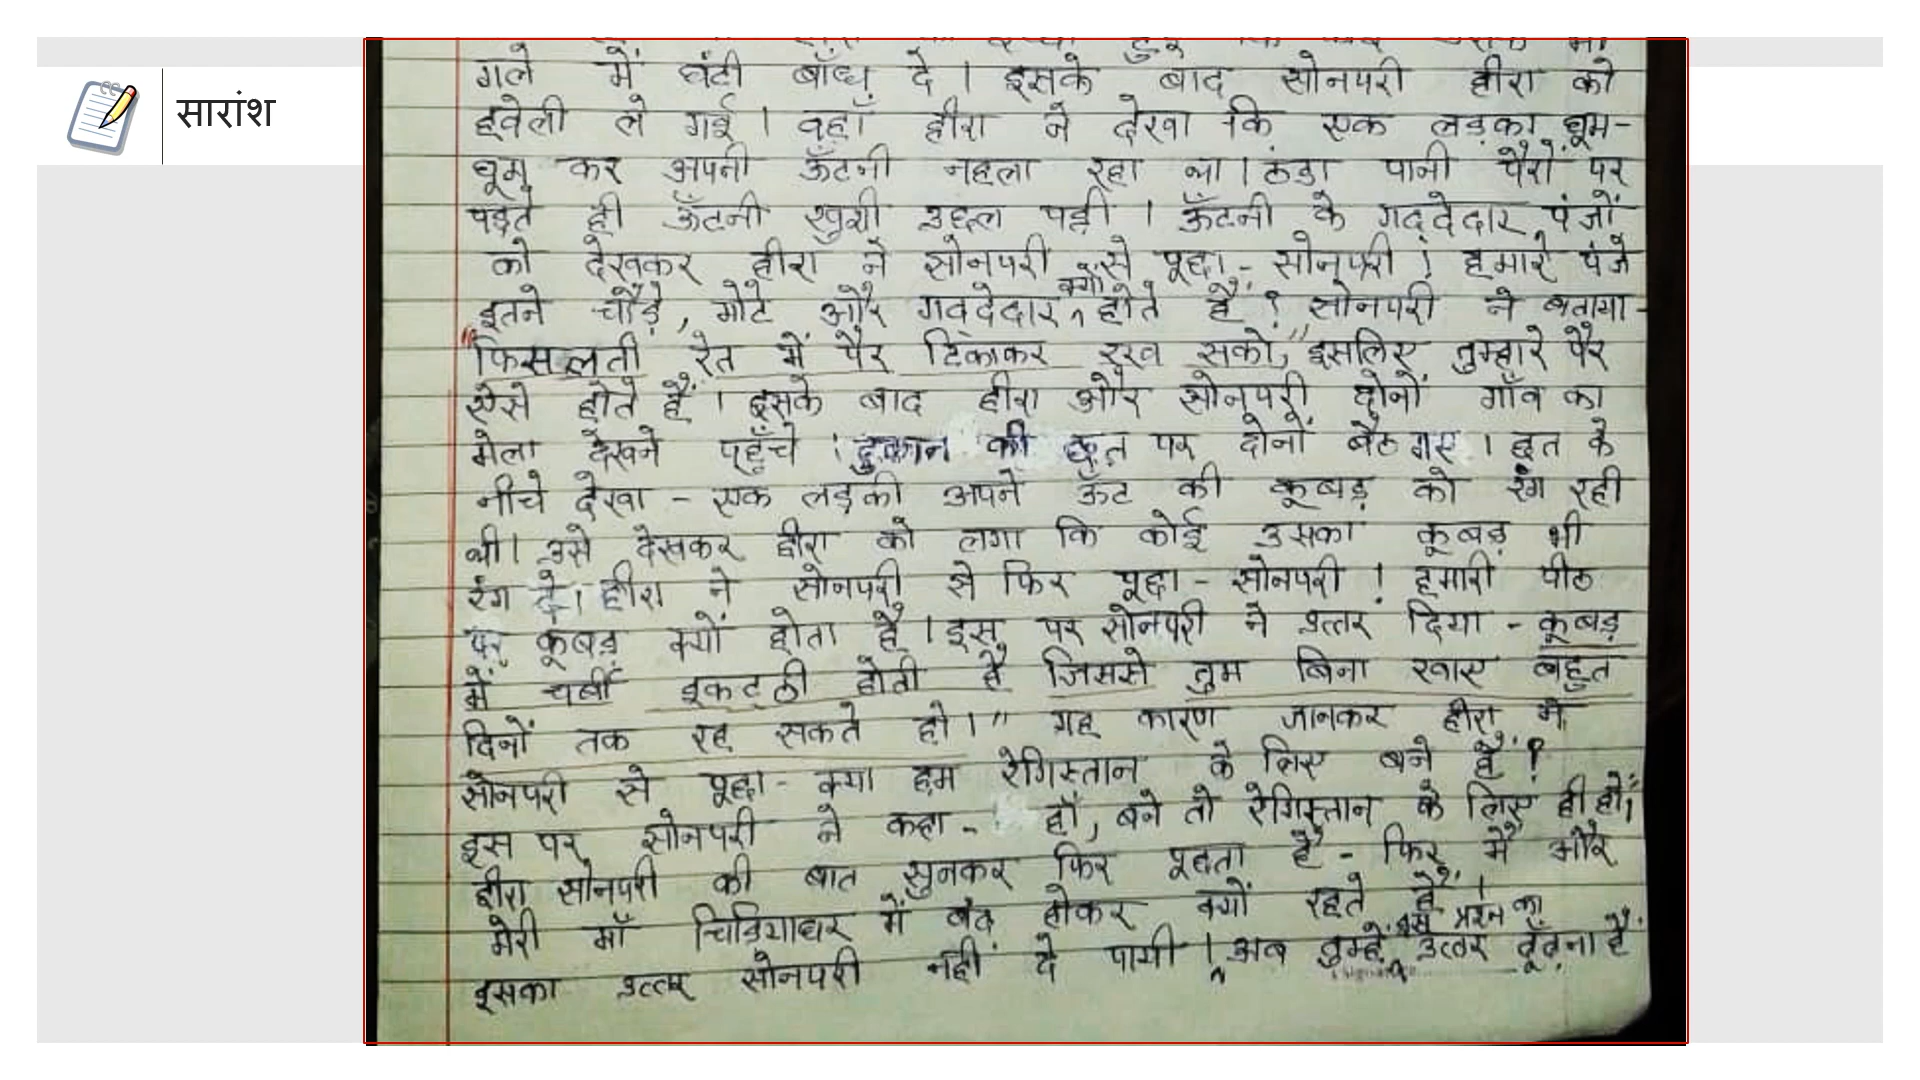 सारांश
गले में घंटी बाँध दे । इसके बाद सोनपरी हीरा को
हवेली ले गई । वहाँ हीरा ने देखा कि एक लड़का घूम-
घूम कर अपनी ऊँटनी नहला रहा था । ठंडा पानी पैरों पर
पड़ते ही ऊँटनी खुशी उछल पड़ी । ऊँटनी के गद्देदार पंजों
को देखकर हीरा ने सोनपरी से पूछा - सोनपरी ! हमारे पंजे
इतने चौड़े, मोटे और गद्देदार क्यों होते हैं ? सोनपरी ने बताया -
"फिसलती रेत में पैर टिकाकर रख सको," इसलिए तुम्हारे पैर
ऐसे होते हैं । इसके बाद हीरा और सोनपरी दोनों गाँव का
मेला देखने पहुँचे । दुकान की छत पर दोनों बैठ गए । छत के
नीचे देखा - एक लड़की अपने ऊँट की कूबड़ को रंग रही
थी । उसे देखकर हीरा को लगा कि कोई उसका कूबड़ भी
रंग दे । हीरा ने सोनपरी से फिर पूछा - सोनपरी ! हमारी पीठ
पर कूबड़ क्यों होता है । इस पर सोनपरी ने उत्तर दिया - कूबड़
में चर्बी इकट्ठी होती है जिससे तुम बिना खाए बहुत
दिनों तक रह सकते हो ।" यह कारण जानकर हीरा ने
सोनपरी से पूछा - क्या हम रेगिस्तान के लिए बने हैं ?
इस पर सोनपरी ने कहा - हाँ, बने तो रेगिस्तान के लिए ही हो,"
हीरा सोनपरी की बात सुनकर फिर पूछता है - फिर मैं और
मेरी माँ चिड़ियाघर में बंद होकर क्यों रहते हैं !
इसका उत्तर सोनपरी नहीं दे पायी । अब तुम्हें इस प्रश्न का उत्तर ढूँढ़ना है